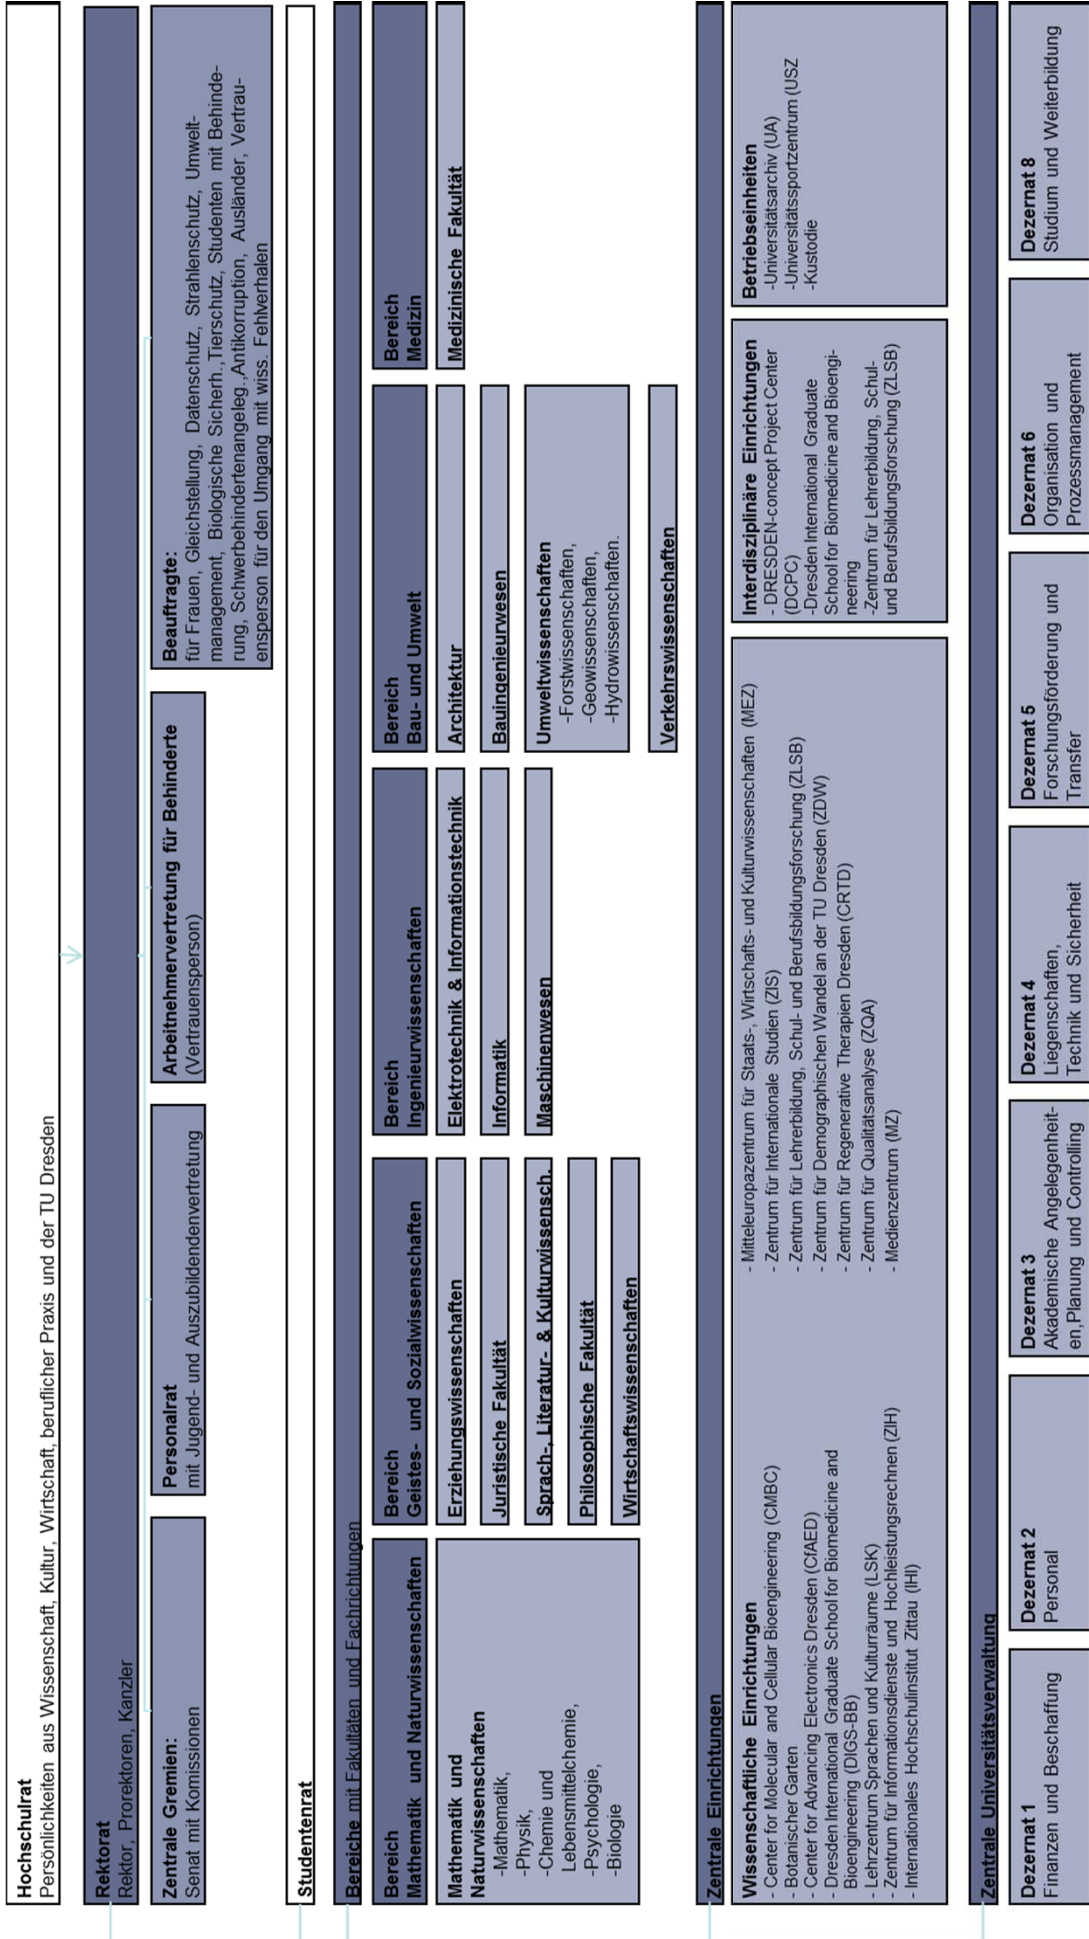 Hochschulrat
Persönlichkeiten aus Wissenschaft, Kultur, Wirtschaft, beruflicher Praxis und der TU Dresden
Rektorat
Rektor, Prorektoren, Kanzler
Zentrale Gremien:
Senat mit Komissionen
Personalrat
mit Jugend- und Auszubildendenvertretung
Arbeitnehmervertretung für Behinderte
(Vertrauensperson)
Beauftragte:
für Frauen, Gleichstellung, Datenschutz, Strahlenschutz, Umwelt-
management, Biologische Sicherh.,Tierschutz, Studenten mit Behinde-
rung, Schwerbehindertenangeleg.,Antikorruption, Ausländer, Vertrau-
ensperson für den Umgang mit wiss. Fehlverhalten
Studentenrat
Bereiche mit Fakultäten und Fachrichtungen
Bereich
Mathematik und Naturwissenschaften
Mathematik und
Naturwissenschaften
-Mathematik,
-Physik,
-Chemie und
Lebensmittelchemie,
-Psychologie,
-Biologie
Bereich
Geistes- und Sozialwissenschaften
Erziehungswissenschaften
Juristische Fakultät
Sprach-, Literatur- & Kulturwissensch.
Philosophische Fakultät
Wirtschaftswissenschaften
Bereich
Ingenieurwissenschaften
Elektrotechnik & Informationstechnik
Informatik
Maschinenwesen
Bereich
Bau- und Umwelt
Architektur
Bauingenieurwesen
Umweltwissenschaften
-Forstwissenschaften,
-Geowissenschaften,
-Hydrowissenschaften.
Verkehrswissenschaften
Bereich
Medizin
Medizinische Fakultät
Zentrale Einrichtungen
Wissenschaftliche Einrichtungen
- Center for Molecular and Cellular Bioengineering (CMBC)
- Botanischer Garten
- Center for Advancing Electronics Dresden (CfAED)
- Dresden International Graduate School for Biomedicine and
Bioengineering (DIGS-BB)
- Lehrzentrum Sprachen und Kulturräume (LSK)
- Zentrum für Informationsdienste und Hochleistungsrechnen (ZIH)
- Internationales Hochschulinstitut Zittau (IHI)
- Mitteleuropazentrum für Staats-, Wirtschafts- und Kulturwissenschaften (MEZ)
- Zentrum für Internationale Studien (ZIS)
- Zentrum für Lehrerbildung, Schul- und Berufsbildungsforschung (ZLSB)
- Zentrum für Demographischen Wandel an der TU Dresden (ZDW)
- Zentrum für Regenerative Therapien Dresden (CRTD)
- Zentrum für Qualitätsanalyse (ZQA)
- Medienzentrum (MZ)
Interdisziplinäre Einrichtungen
- DRESDEN-concept Project Center
(DCPC)
-Dresden International Graduate
School for Biomedicine and Bioengi-
neering
-Zentrum für Lehrerbildung, Schul-
und Berufsbildungsforschung (ZLSB)
Betriebseinheiten
-Universitätsarchiv (UA)
-Universitätssportzentrum (USZ
-Kustodie
Zentrale Universitätsverwaltung
Dezernat 1
Finanzen und Beschaffung
Dezernat 2
Personal
Dezernat 3
Akademische Angelegenheit-
en,Planung und Controlling
Dezernat 4
Liegenschaften,
Technik und Sicherheit
Dezernat 5
Forschungsförderung und
Transfer
Dezernat 6
Organisation und
Prozessmanagement
Dezernat 8
Studium und Weiterbildung